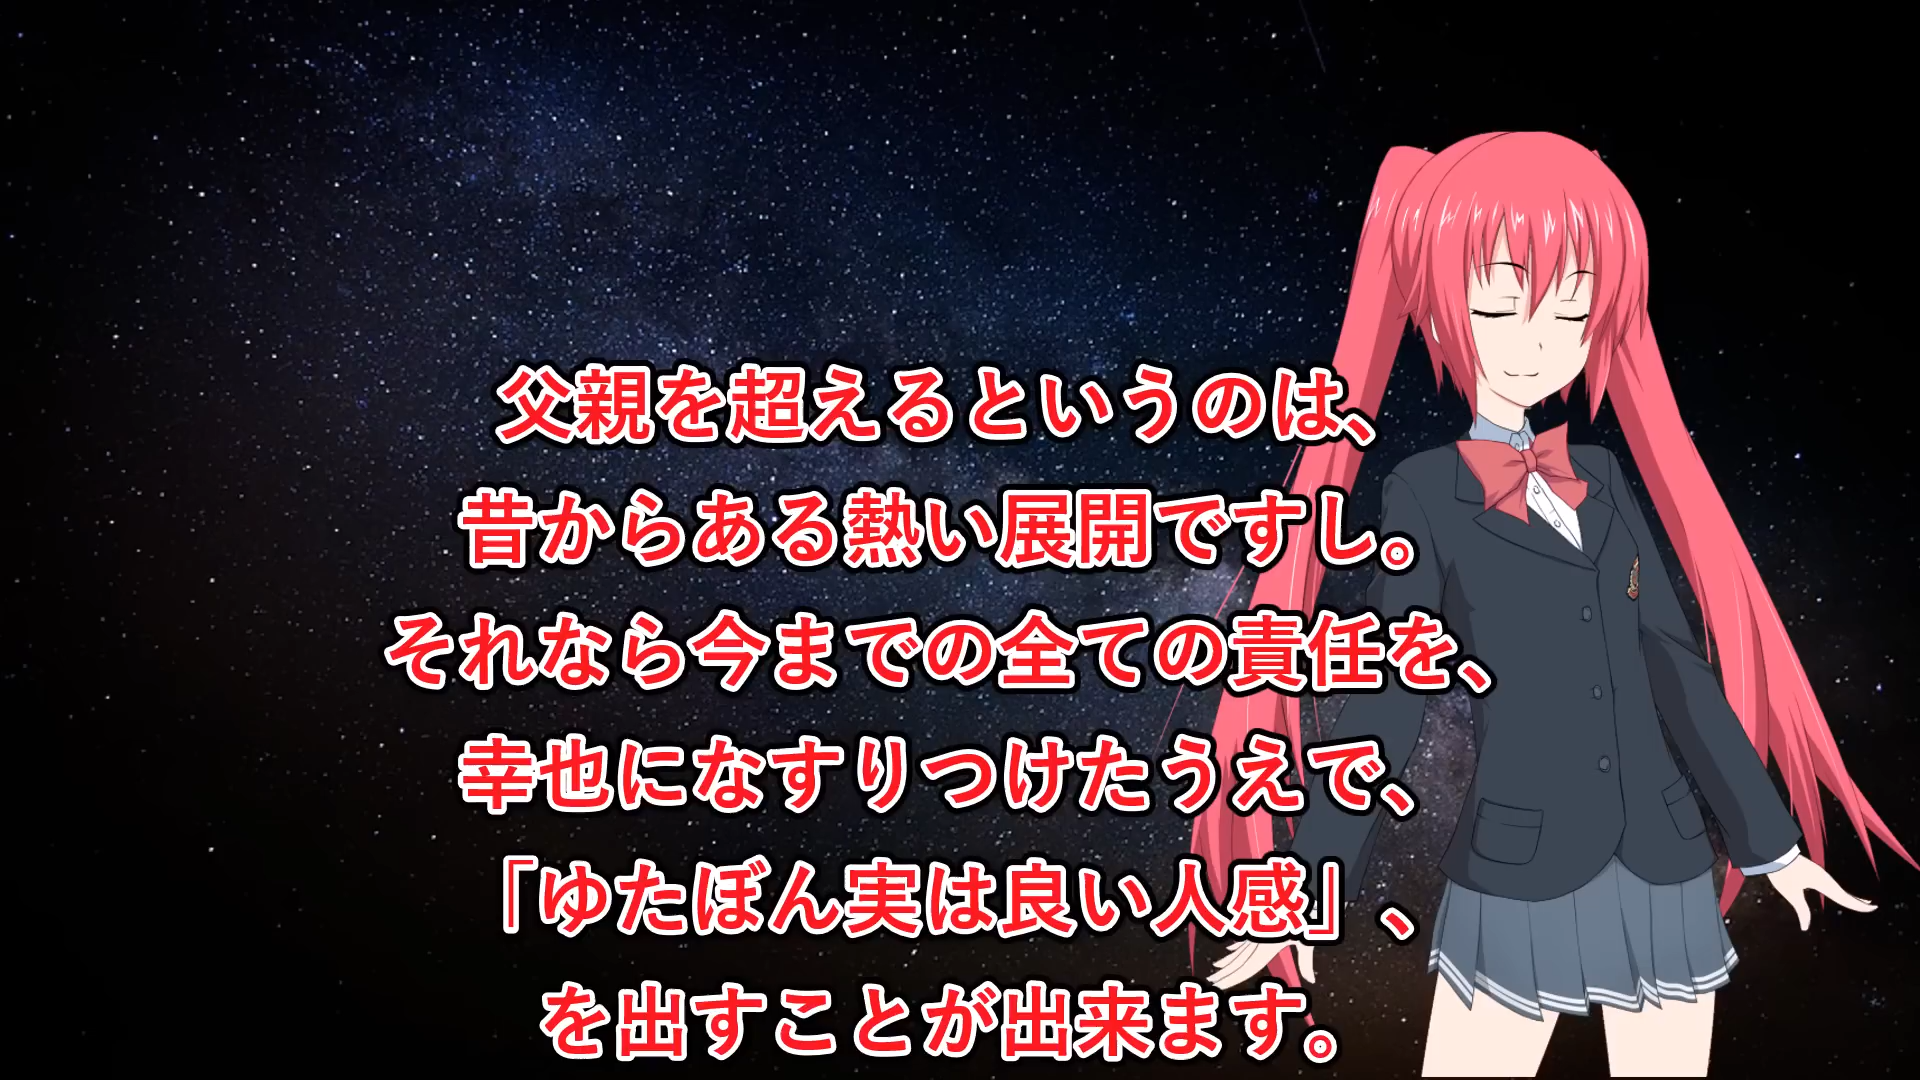 父親を超えるというのは、
昔からある熱い展開ですし。
それなら今までの全ての責任を、
幸也になすりつけたうえで、
「ゆたぼん実は良い人感」、
を出すことが出来ます。